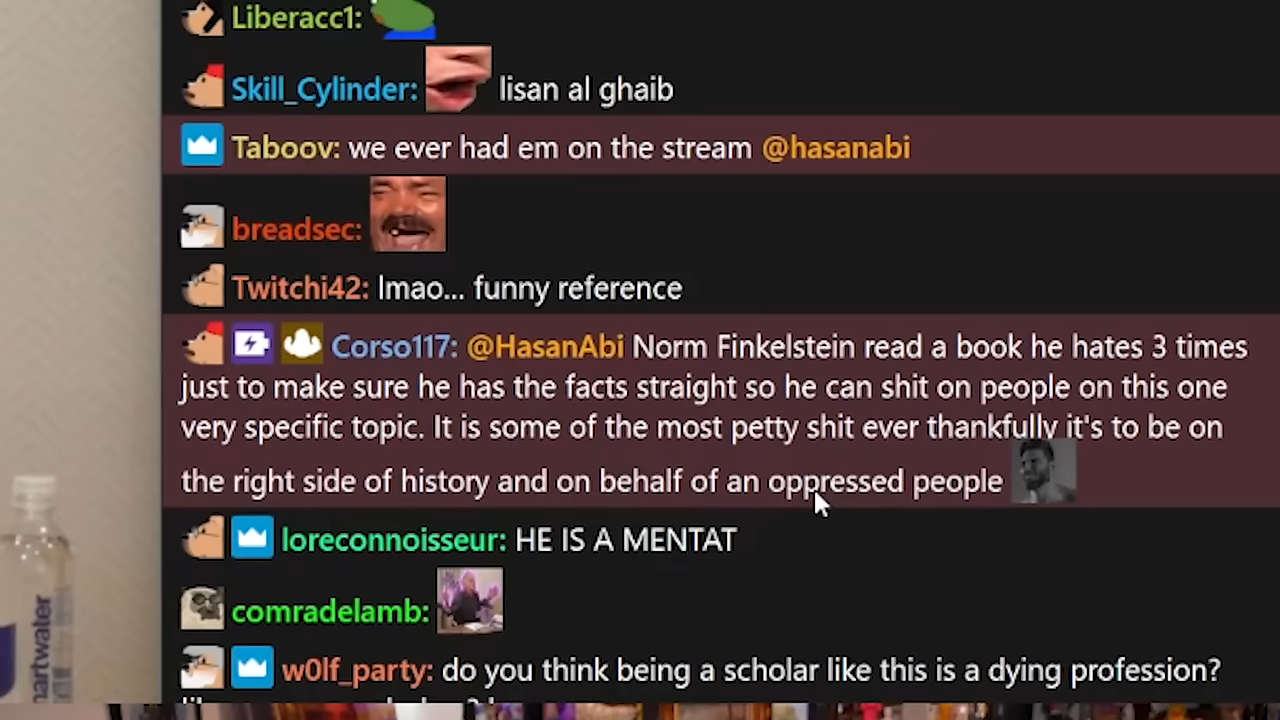 Liberacc1:
Skill_Cylinder: lisan al ghaib
Taboov: we ever had em on the stream @hasanabi
breadsec:
Twitchi42: lmao... funny reference
Corso117: @HasanAbi Norm Finkelstein read a book he hates 3 times
just to make sure he has the facts straight so he can shit on people on this one
very specific topic. It is some of the most petty shit ever thankfully it's to be on
the right side of history and on behalf of an oppressed people
loreconnoisseur: HE IS A MENTAT
comradelamb:
w0lf_party: do you think being a scholar like this is a dying profession?
artwater